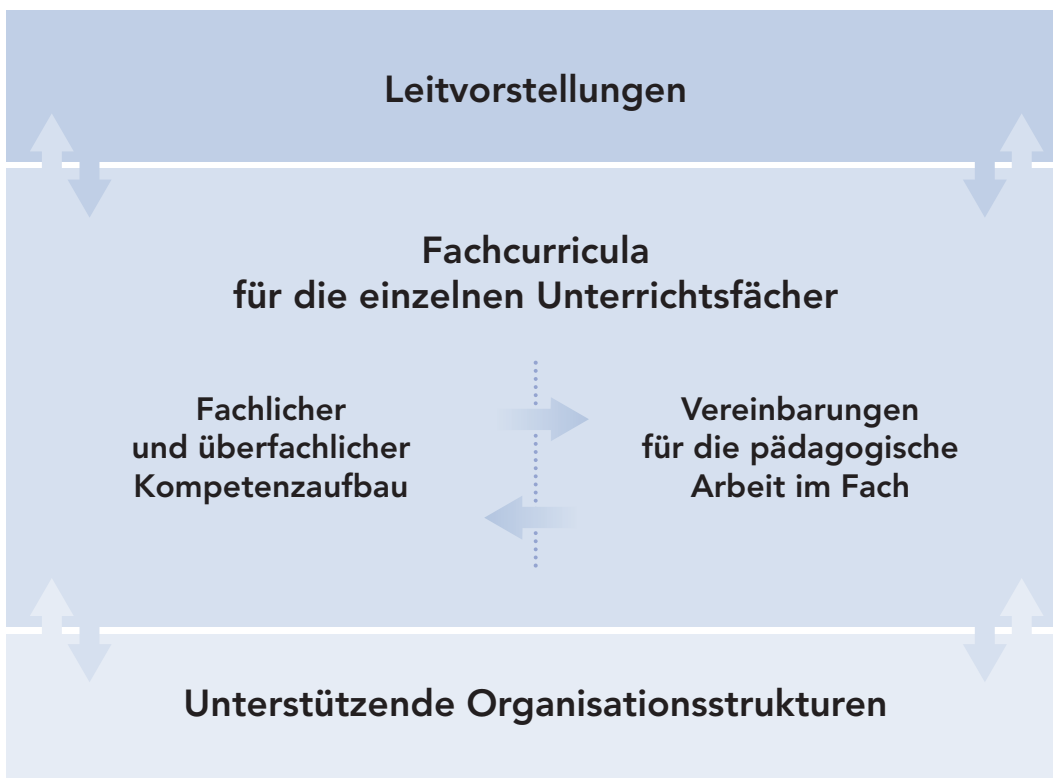 Leitvorstellungen
Fachcurricula
für die einzelnen Unterrichtsfächer
Fachlicher
und überfachlicher
Kompetenzaufbau
Vereinbarungen
für die pädagogische
Arbeit im Fach
Unterstützende Organisationsstrukturen